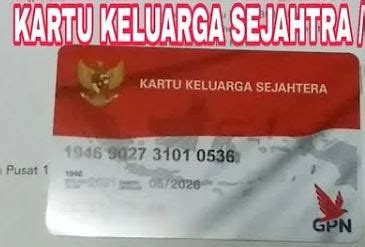 KARTU KELUARGA SEJAHTRA /
KARTU KELUARGA SEJAHTERA
1946 9027 3101 0536
Pusat 1
1946
05/2026
GPN